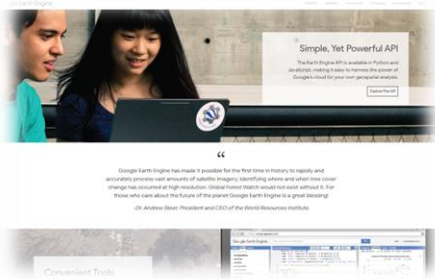 Earth Engine
Simple, Yet Powerful API
The Earth Engine API is available in Python and
JavaScript, making it easy to harness the power of
Google's cloud for your own geospatial analysis.
Explore the API
“
Google Earth Engine has made it possible for the first time in history to rapidly and
accurately process vast amounts of satellite imagery, identifying where and when tree cover
change has occurred at high resolution. Global Forest Watch would not exist without it. For
those who care about the future of the planet Google Earth Engine is a great blessing!
-Dr. Andrew Steer, President and CEO of the World Resources Institute
Convenient Tools
Google Earth Engine